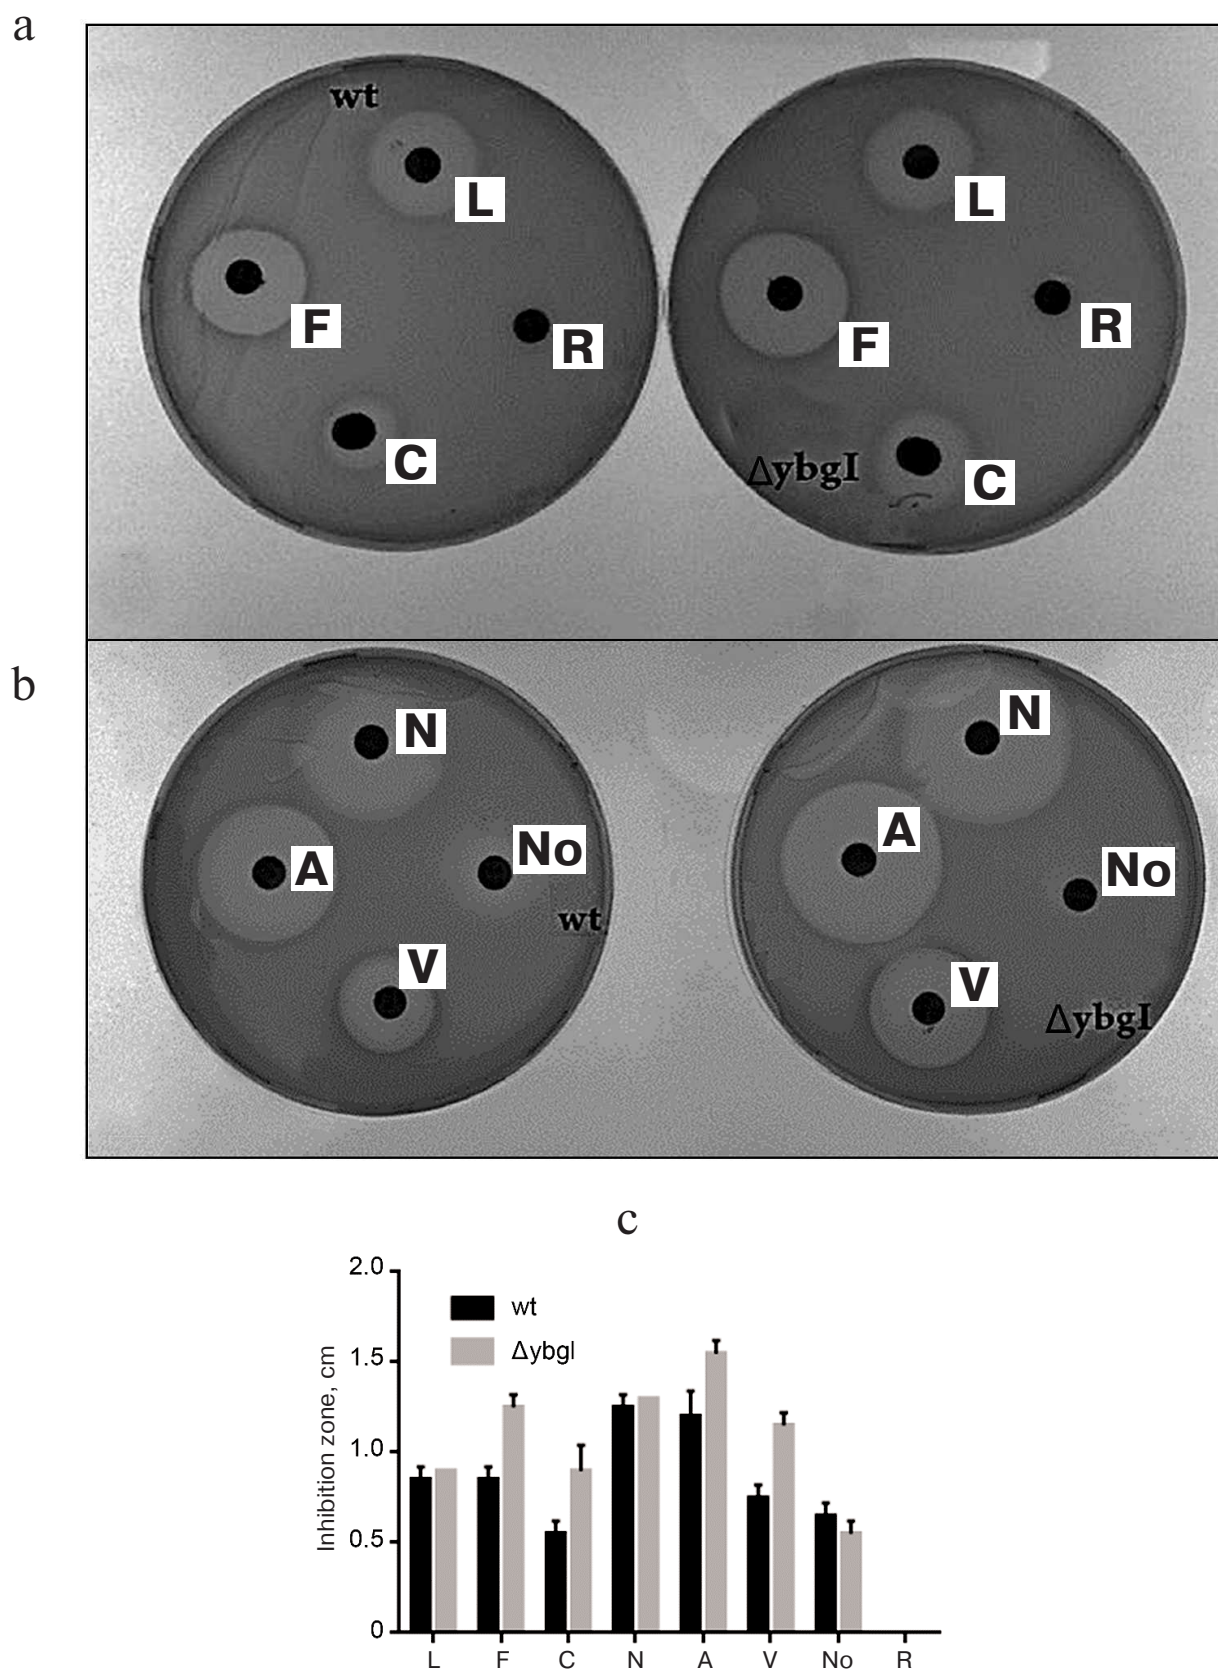 a
wt
L
L
F
R
F
R
C
ΔybgI
C
b
N
N
A
No
A
No
wt
V
V
ΔybgI
c
2.0
wt
ΔybgI
1.5
Inhibition zone, cm
1.0
0.5
0
L F C N A V No R